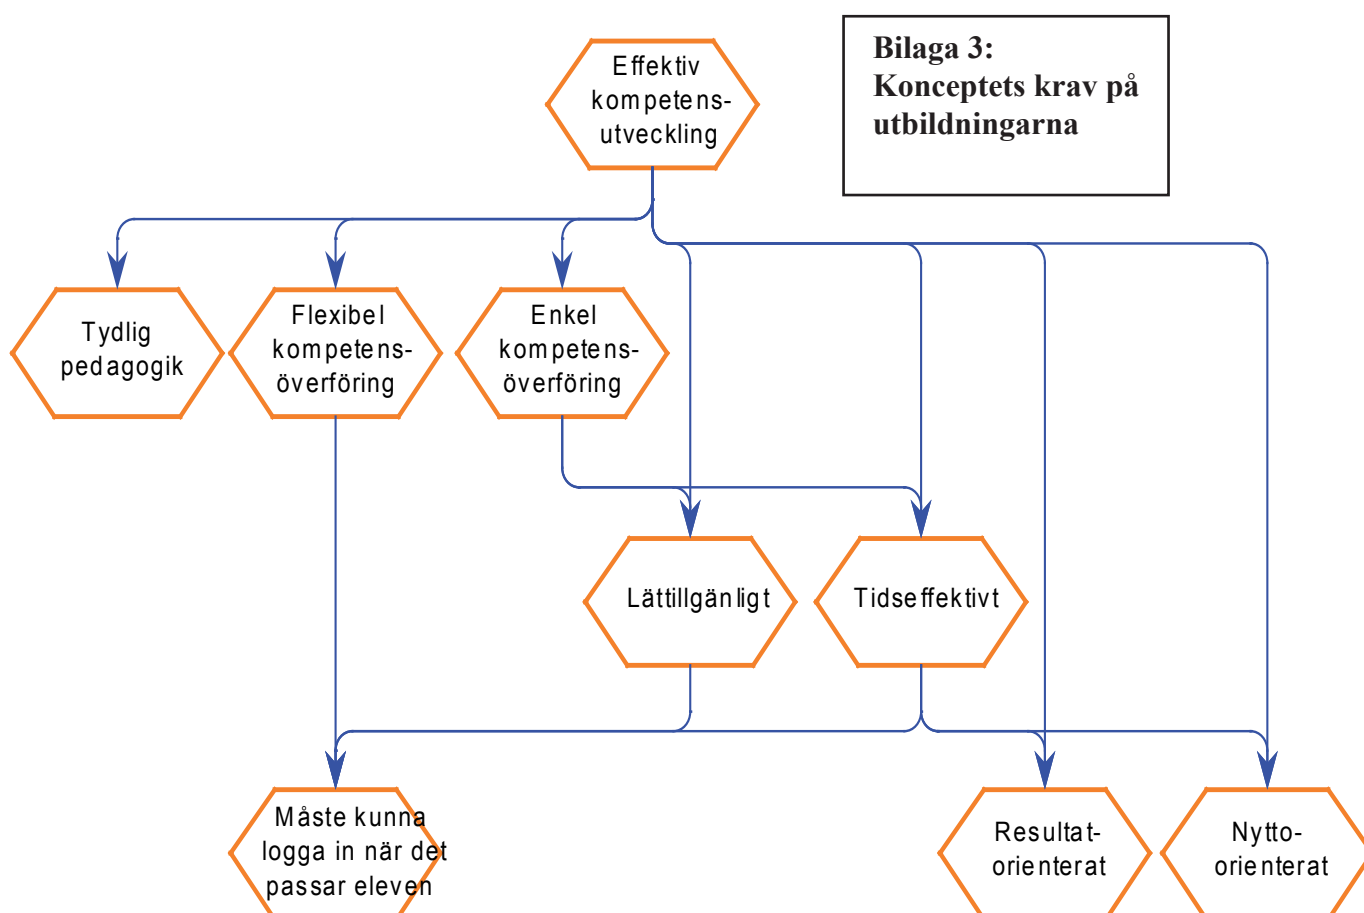 Effektiv
kompetens-
utveckling
Bilaga 3:
Konceptets krav på
utbildningarna
Tydlig
pedagogik
Flexibel
kompetens-
överföring
Enkel
kompetens-
överföring
Lättillgänligt
Tidseffektivt
Måste kunna
logga in när det
passar eleven
Resultat-
orienterat
Nytto-
orienterat